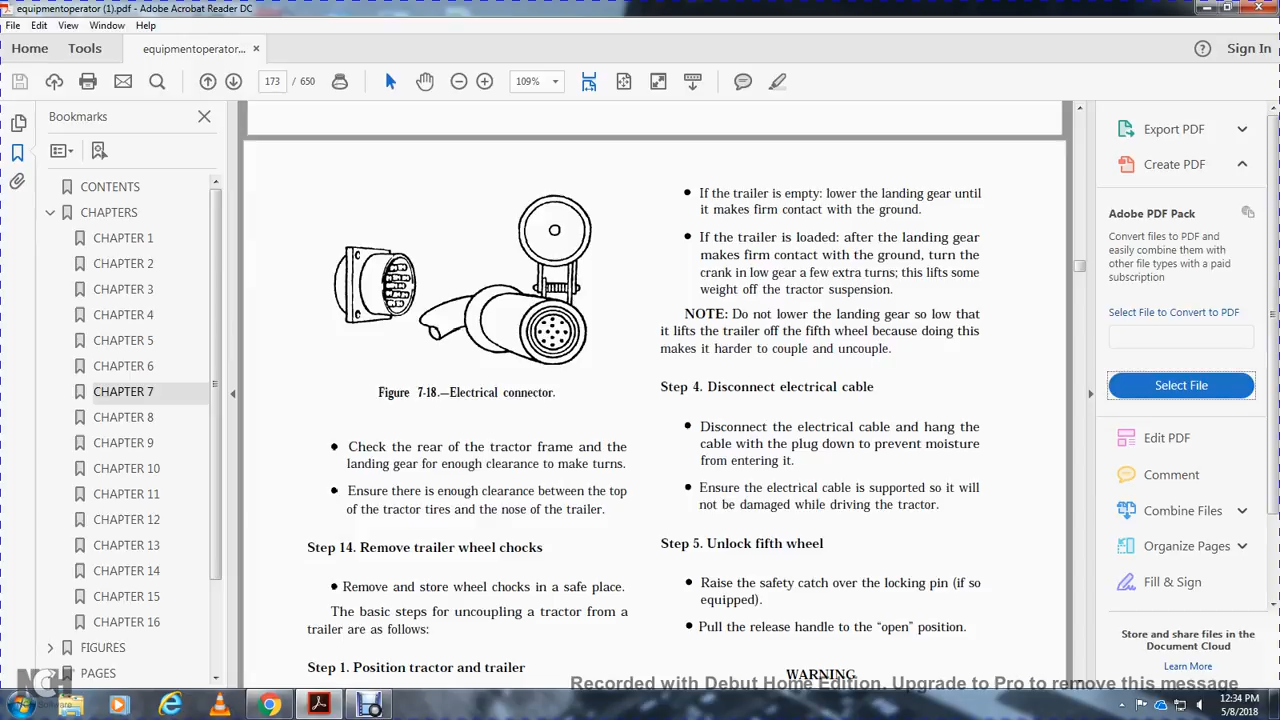 equipmentoperator (1).pdf - Adobe Acrobat Reader DC
File Edit View Window Help
Home Tools equipmentoperator... × Sign In
173 / 650 109%
Bookmarks
CONTENTS
CHAPTERS
CHAPTER 1
CHAPTER 2
CHAPTER 3
CHAPTER 4
CHAPTER 5
CHAPTER 6
CHAPTER 7
CHAPTER 8
CHAPTER 9
CHAPTER 10
CHAPTER 11
CHAPTER 12
CHAPTER 13
CHAPTER 14
CHAPTER 15
CHAPTER 16
FIGURES
PAGES
Figure 7-18.—Electrical connector.
• Check the rear of the tractor frame and the
landing gear for enough clearance to make turns.
• Ensure there is enough clearance between the top
of the tractor tires and the nose of the trailer.
Step 14. Remove trailer wheel chocks
• Remove and store wheel chocks in a safe place.
The basic steps for uncoupling a tractor from a
trailer are as follows:
Step 1. Position tractor and trailer
• If the trailer is empty: lower the landing gear until
it makes firm contact with the ground.
• If the trailer is loaded: after the landing gear
makes firm contact with the ground, turn the
crank in low gear a few extra turns; this lifts some
weight off the tractor suspension.
NOTE: Do not lower the landing gear so low that
it lifts the trailer off the fifth wheel because doing this
makes it harder to couple and uncouple.
Step 4. Disconnect electrical cable
• Disconnect the electrical cable and hang the
cable with the plug down to prevent moisture
from entering it.
• Ensure the electrical cable is supported so it will
not be damaged while driving the tractor.
Step 5. Unlock fifth wheel
• Raise the safety catch over the locking pin (if so
equipped).
• Pull the release handle to the “open” position.
WARNING
Export PDF
Create PDF
Adobe PDF Pack
Convert files to PDF and
easily combine them with
other file types with a paid
subscription
Select File to Convert to PDF
Select File
Edit PDF
Comment
Combine Files
Organize Pages
Fill & Sign
Store and share files in the
Document Cloud
Learn More
Recorded with Debut Home Edition. Upgrade to Pro to remove this message
NCH
Software
12:34 PM
5/8/2018